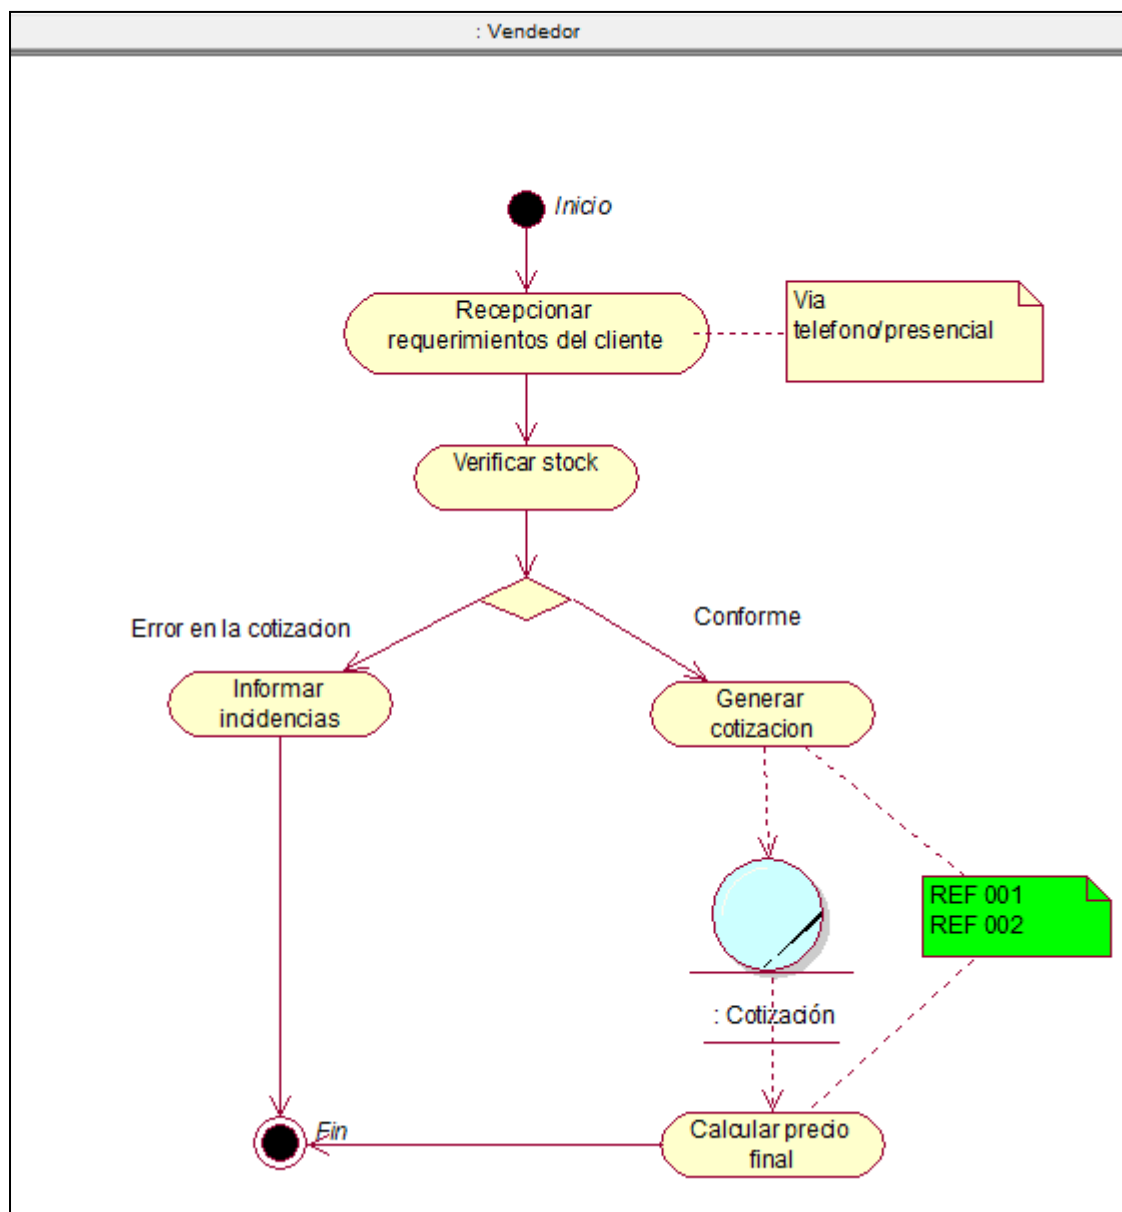 : Vendedor
Inicio
Recepcionar
requerimientos del cliente
Via
telefono/presencial
Verificar stock
Error en la cotizacion
Conforme
Informar
incidencias
Generar
cotizacion
REF 001
REF 002
: Cotización
Fin
Calcular precio
final